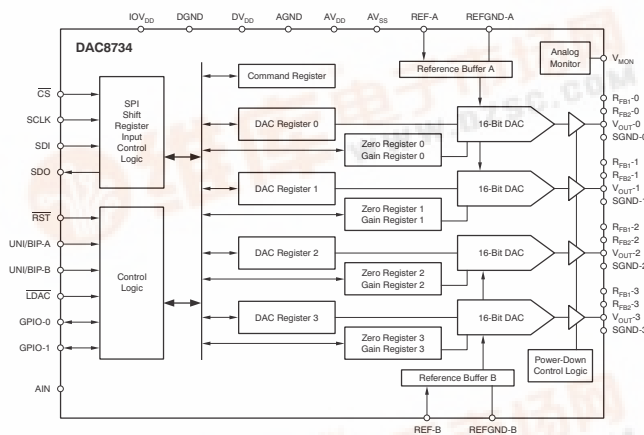 IOVDD DGND DVDD AGND AVDD AVSS REF-A REFGND-A
DAC8734
Analog
Monitor
VMON
Reference Buffer A
Command Register
CS
SCLK
SDI
SDO
SPI
Shift
Register
Input
Control
Logic
DAC Register 0
16-Bit DAC
Zero Register 0
Gain Register 0
RFB1-0
RFB2-0
VOUT-0
SGND-0
DAC Register 1
16-Bit DAC
Zero Register 1
Gain Register 1
RFB1-1
RFB2-1
VOUT-1
SGND-1
RST
UNI/BIP-A
UNI/BIP-B
LDAC
GPIO-0
GPIO-1
AIN
Control
Logic
DAC Register 2
16-Bit DAC
Zero Register 2
Gain Register 2
RFB1-2
RFB2-2
VOUT-2
SGND-2
DAC Register 3
16-Bit DAC
Zero Register 3
Gain Register 3
RFB1-3
RFB2-3
VOUT-3
SGND-3
Power-Down
Control Logic
Reference Buffer B
REF-B REFGND-B